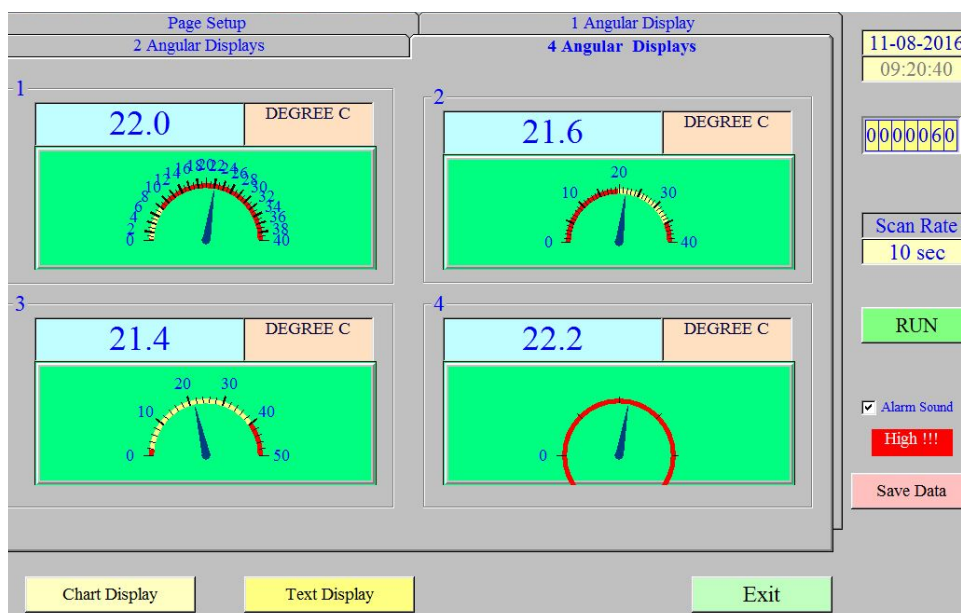 Page Setup
1 Angular Display
2 Angular Displays
4 Angular Displays
11-08-2016
09:20:40
0000060
Scan Rate
10 sec
RUN
Alarm Sound
High !!!
Save Data
1
22.0
DEGREE C
0 2 4 6 8 10 12 14 16 18 20 22 24 26 28 30 32 34 36 38 40
2
21.6
DEGREE C
0 10 20 30 40
3
21.4
DEGREE C
0 10 20 30 40 50
4
22.2
DEGREE C
0
Chart Display
Text Display
Exit